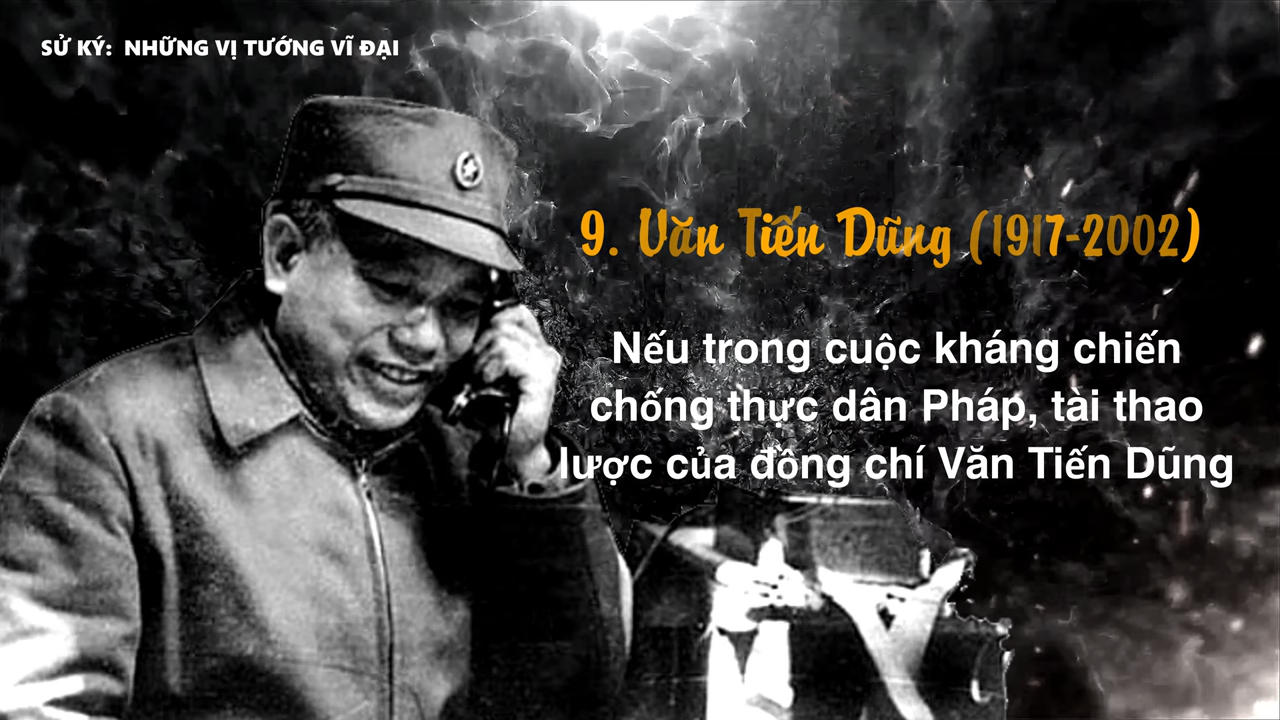 SỬ KÝ: NHỮNG VỊ TƯỚNG VĨ ĐẠI
9. Văn Tiến Dũng (1917-2002)
Nếu trong cuộc kháng chiến
chống thực dân Pháp, tài thao
lược của đồng chí Văn Tiến Dũng